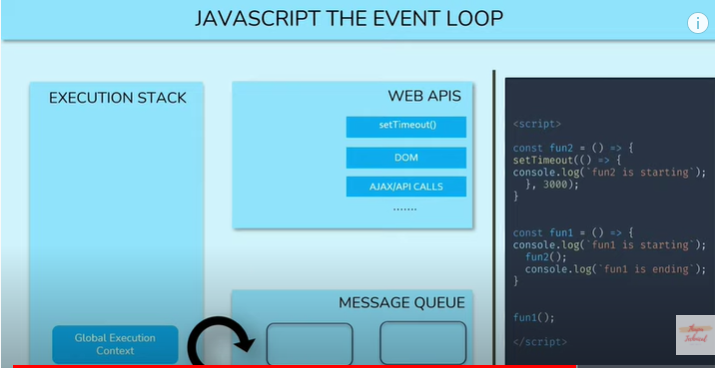 JAVASCRIPT THE EVENT LOOP
i
EXECUTION STACK
Global Execution
Context
WEB APIS
setTimeout()
DOM
AJAX/API CALLS
.......
MESSAGE QUEUE
<script>
const fun2 = () => {
setTimeout(() => {
console.log(`fun2 is starting`);
}, 3000);
}
const fun1 = () => {
console.log(`fun1 is starting`);
fun2();
console.log(`fun1 is ending`);
}
fun1();
</script>
Technical